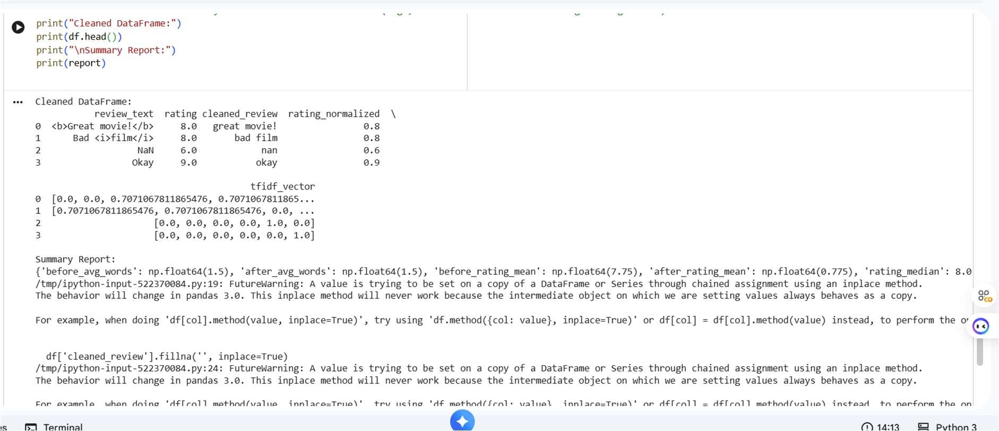 print("Cleaned DataFrame:")
print(df.head())
print("\nSummary Report:")
print(report)
Cleaned DataFrame:
review_text rating cleaned_review rating_normalized \
0 <b>Great movie!</b> 8.0 great movie! 0.8
1 Bad <i>film</i> 8.0 bad film 0.8
2 NaN 6.0 nan 0.6
3 Okay 9.0 okay 0.9
tfidf_vector
0 [0.0, 0.0, 0.7071067811865476, 0.7071067811865...
1 [0.7071067811865476, 0.7071067811865476, 0.0, ...
2 [0.0, 0.0, 0.0, 0.0, 1.0, 0.0]
3 [0.0, 0.0, 0.0, 0.0, 0.0, 1.0]
Summary Report:
{'before_avg_words': np.float64(1.5), 'after_avg_words': np.float64(1.5), 'before_rating_mean': np.float64(7.75), 'after_rating_mean': np.float64(0.775), 'rating_median': 8.0
/tmp/ipython-input-522370084.py:19: FutureWarning: A value is trying to be set on a copy of a DataFrame or Series through chained assignment using an inplace method.
The behavior will change in pandas 3.0. This inplace method will never work because the intermediate object on which we are setting values always behaves as a copy.
For example, when doing 'df[col].method(value, inplace=True)', try using 'df.method({col: value}, inplace=True)' or df[col] = df[col].method(value) instead, to perform the
df['cleaned_review'].fillna('', inplace=True)
/tmp/ipython-input-522370084.py:24: FutureWarning: A value is trying to be set on a copy of a DataFrame or Series through chained assignment using an inplace method.
The behavior will change in pandas 3.0. This inplace method will never work because the intermediate object on which we are setting values always behaves as a copy.
For example, when doing 'df[col].method(value, inplace=True)', try using 'df.method({col: value}, inplace=True)' or df[col] = df[col].method(value) instead, to perform the op
Terminal
14:13
Python 3